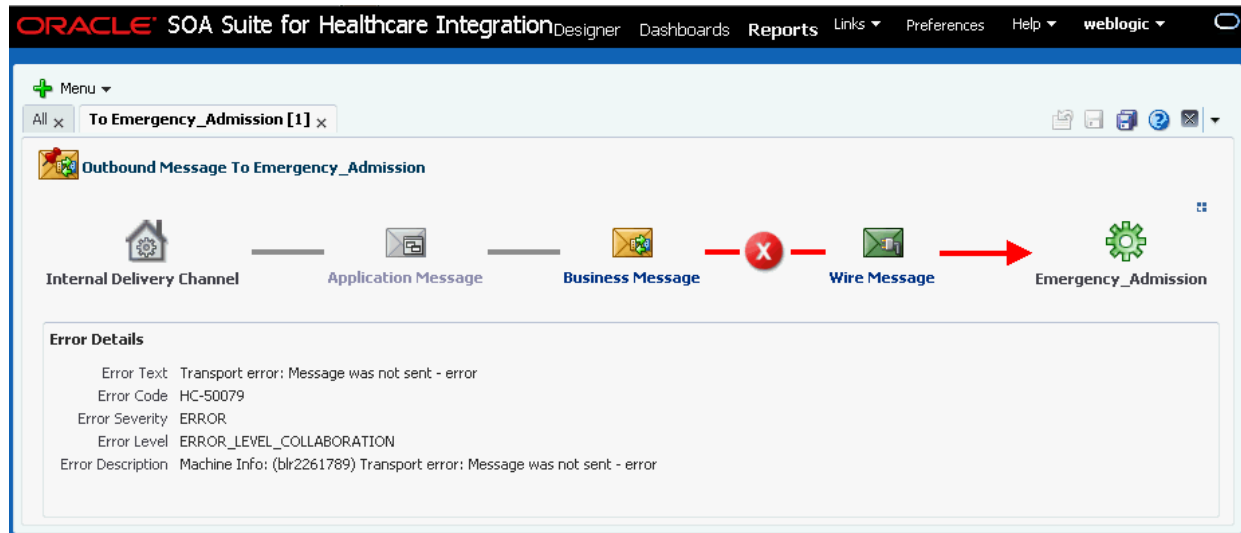 ORACLE SOA Suite for Healthcare Integration Designer Dashboards Reports Links Preferences Help weblogic
Menu
All x To Emergency_Admission [1] x
Outbound Message To Emergency_Admission
Internal Delivery Channel Application Message Business Message Wire Message Emergency_Admission
Error Details
Error Text Transport error: Message was not sent - error
Error Code HC-50079
Error Severity ERROR
Error Level ERROR_LEVEL_COLLABORATION
Error Description Machine Info: (blr2261789) Transport error: Message was not sent - error